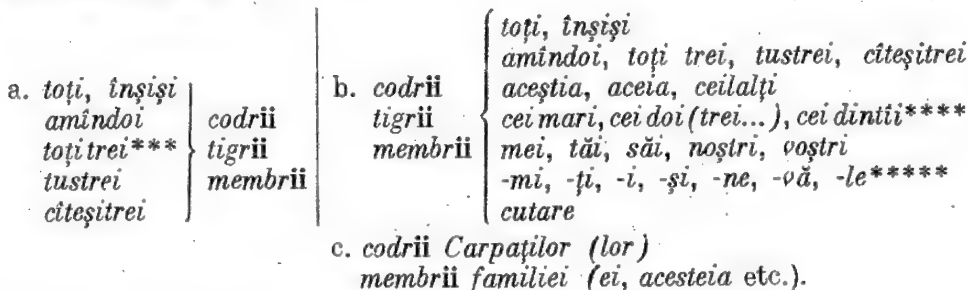 a. toți, înșiși
amîndoi
toți trei***
tustrei
cîteșitrei
codrii
tigrii
membrii
b. codrii
tigrii
membrii
toți, înșiși
amîndoi, toți trei, tustrei, cîteșitrei
aceștia, aceia, ceilalți
cei mari, cei doi (trei...), cei dintîi****
mei, tăi, săi, noștri, voștri
-mi, -ți, -i, -și, -ne, -vă, -le*****
cutare
c. codrii Carpaților (lor)
membrii familiei (ei, acesteia etc.).